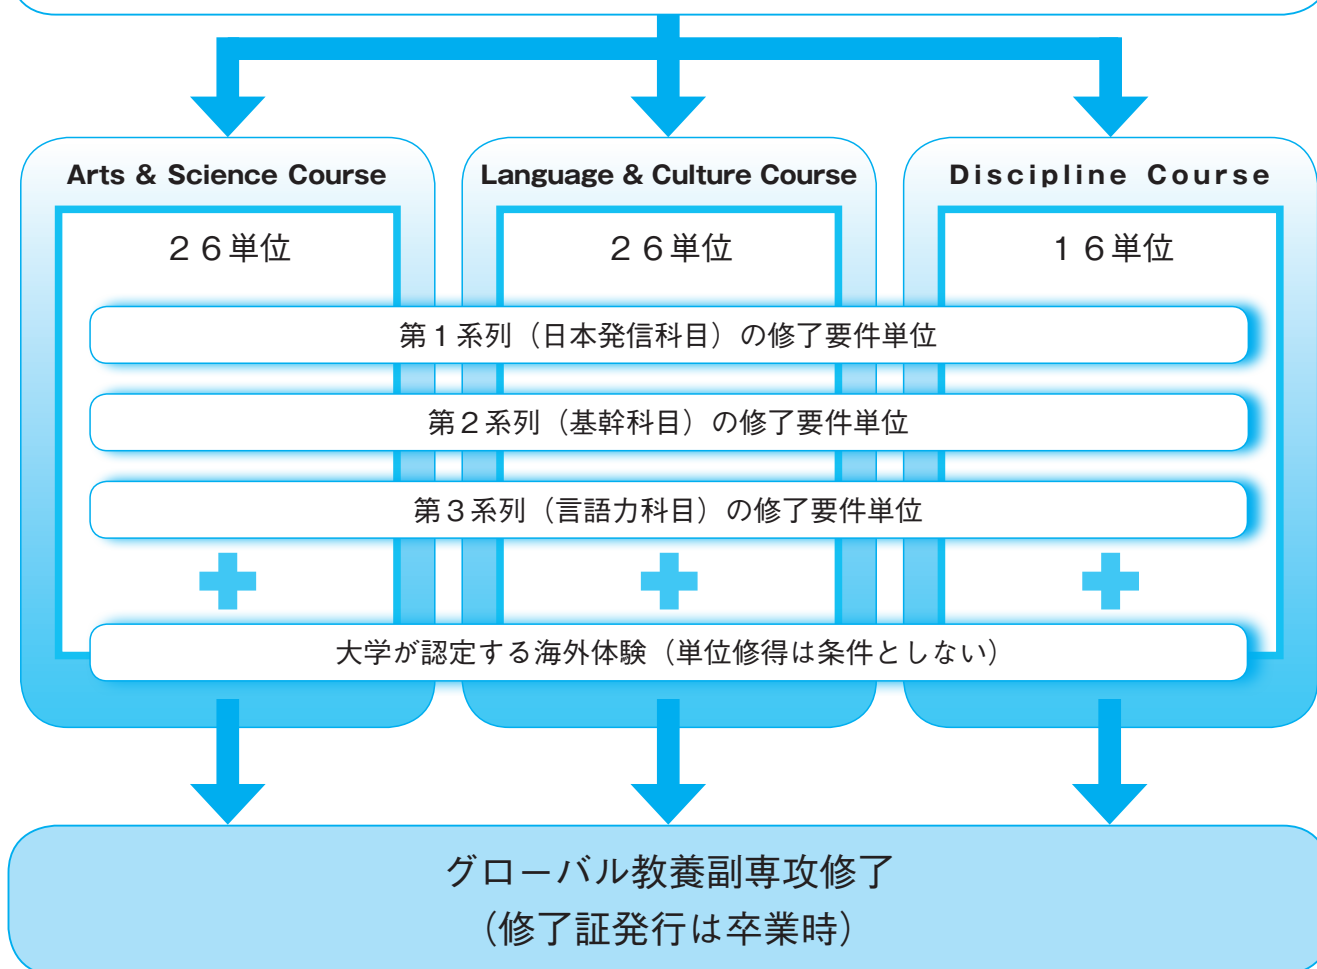 Arts & Science Course
Language & Culture Course
Discipline Course
２６単位
２６単位
１６単位
第１系列（日本発信科目）の修了要件単位
第２系列（基幹科目）の修了要件単位
第３系列（言語力科目）の修了要件単位
大学が認定する海外体験（単位修得は条件としない）
グローバル教養副専攻修了
（修了証発行は卒業時）